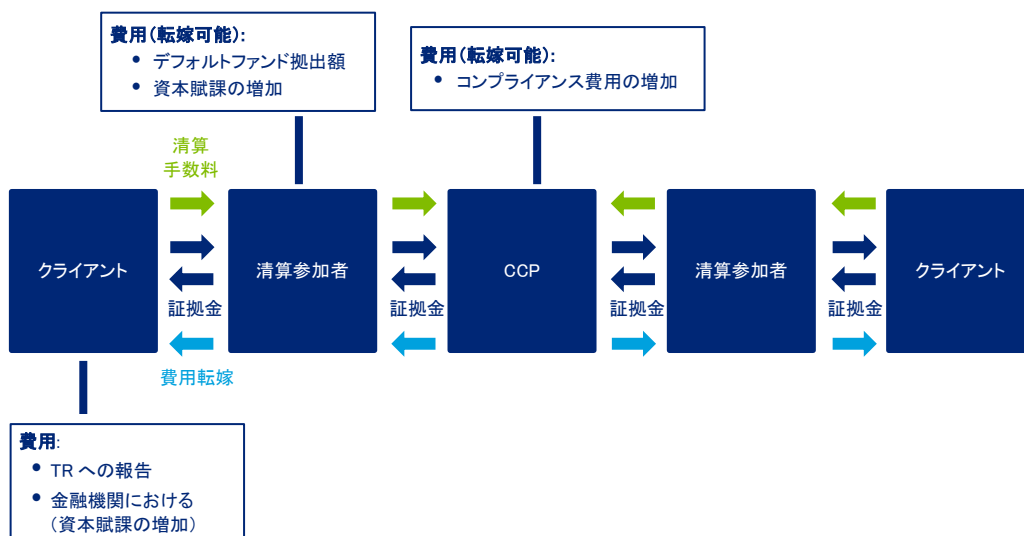 費用(転嫁可能):
• デフォルトファンド拠出額
• 資本賦課の増加
費用(転嫁可能):
• コンプライアンス費用の増加
清算
手数料
クライアント
清算参加者
CCP
清算参加者
クライアント
証拠金
証拠金
証拠金
証拠金
費用転嫁
費用:
• TR への報告
• 金融機関における
(資本賦課の増加)